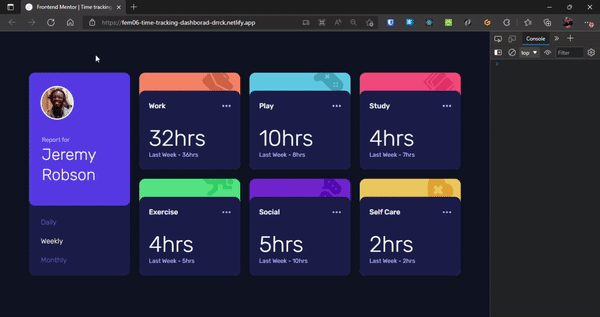 Frontend Mentor | Time tracking
https://fem06-time-tracking-dashborad-drrck.netlify.app
Console
top
Filter
Report for
Jeremy
Robson
Daily
Weekly
Monthly
Work
32hrs
Last Week - 36hrs
Play
10hrs
Last Week - 8hrs
Study
4hrs
Last Week - 7hrs
Exercise
4hrs
Last Week - 5hrs
Social
5hrs
Last Week - 10hrs
Self Care
2hrs
Last Week - 2hrs